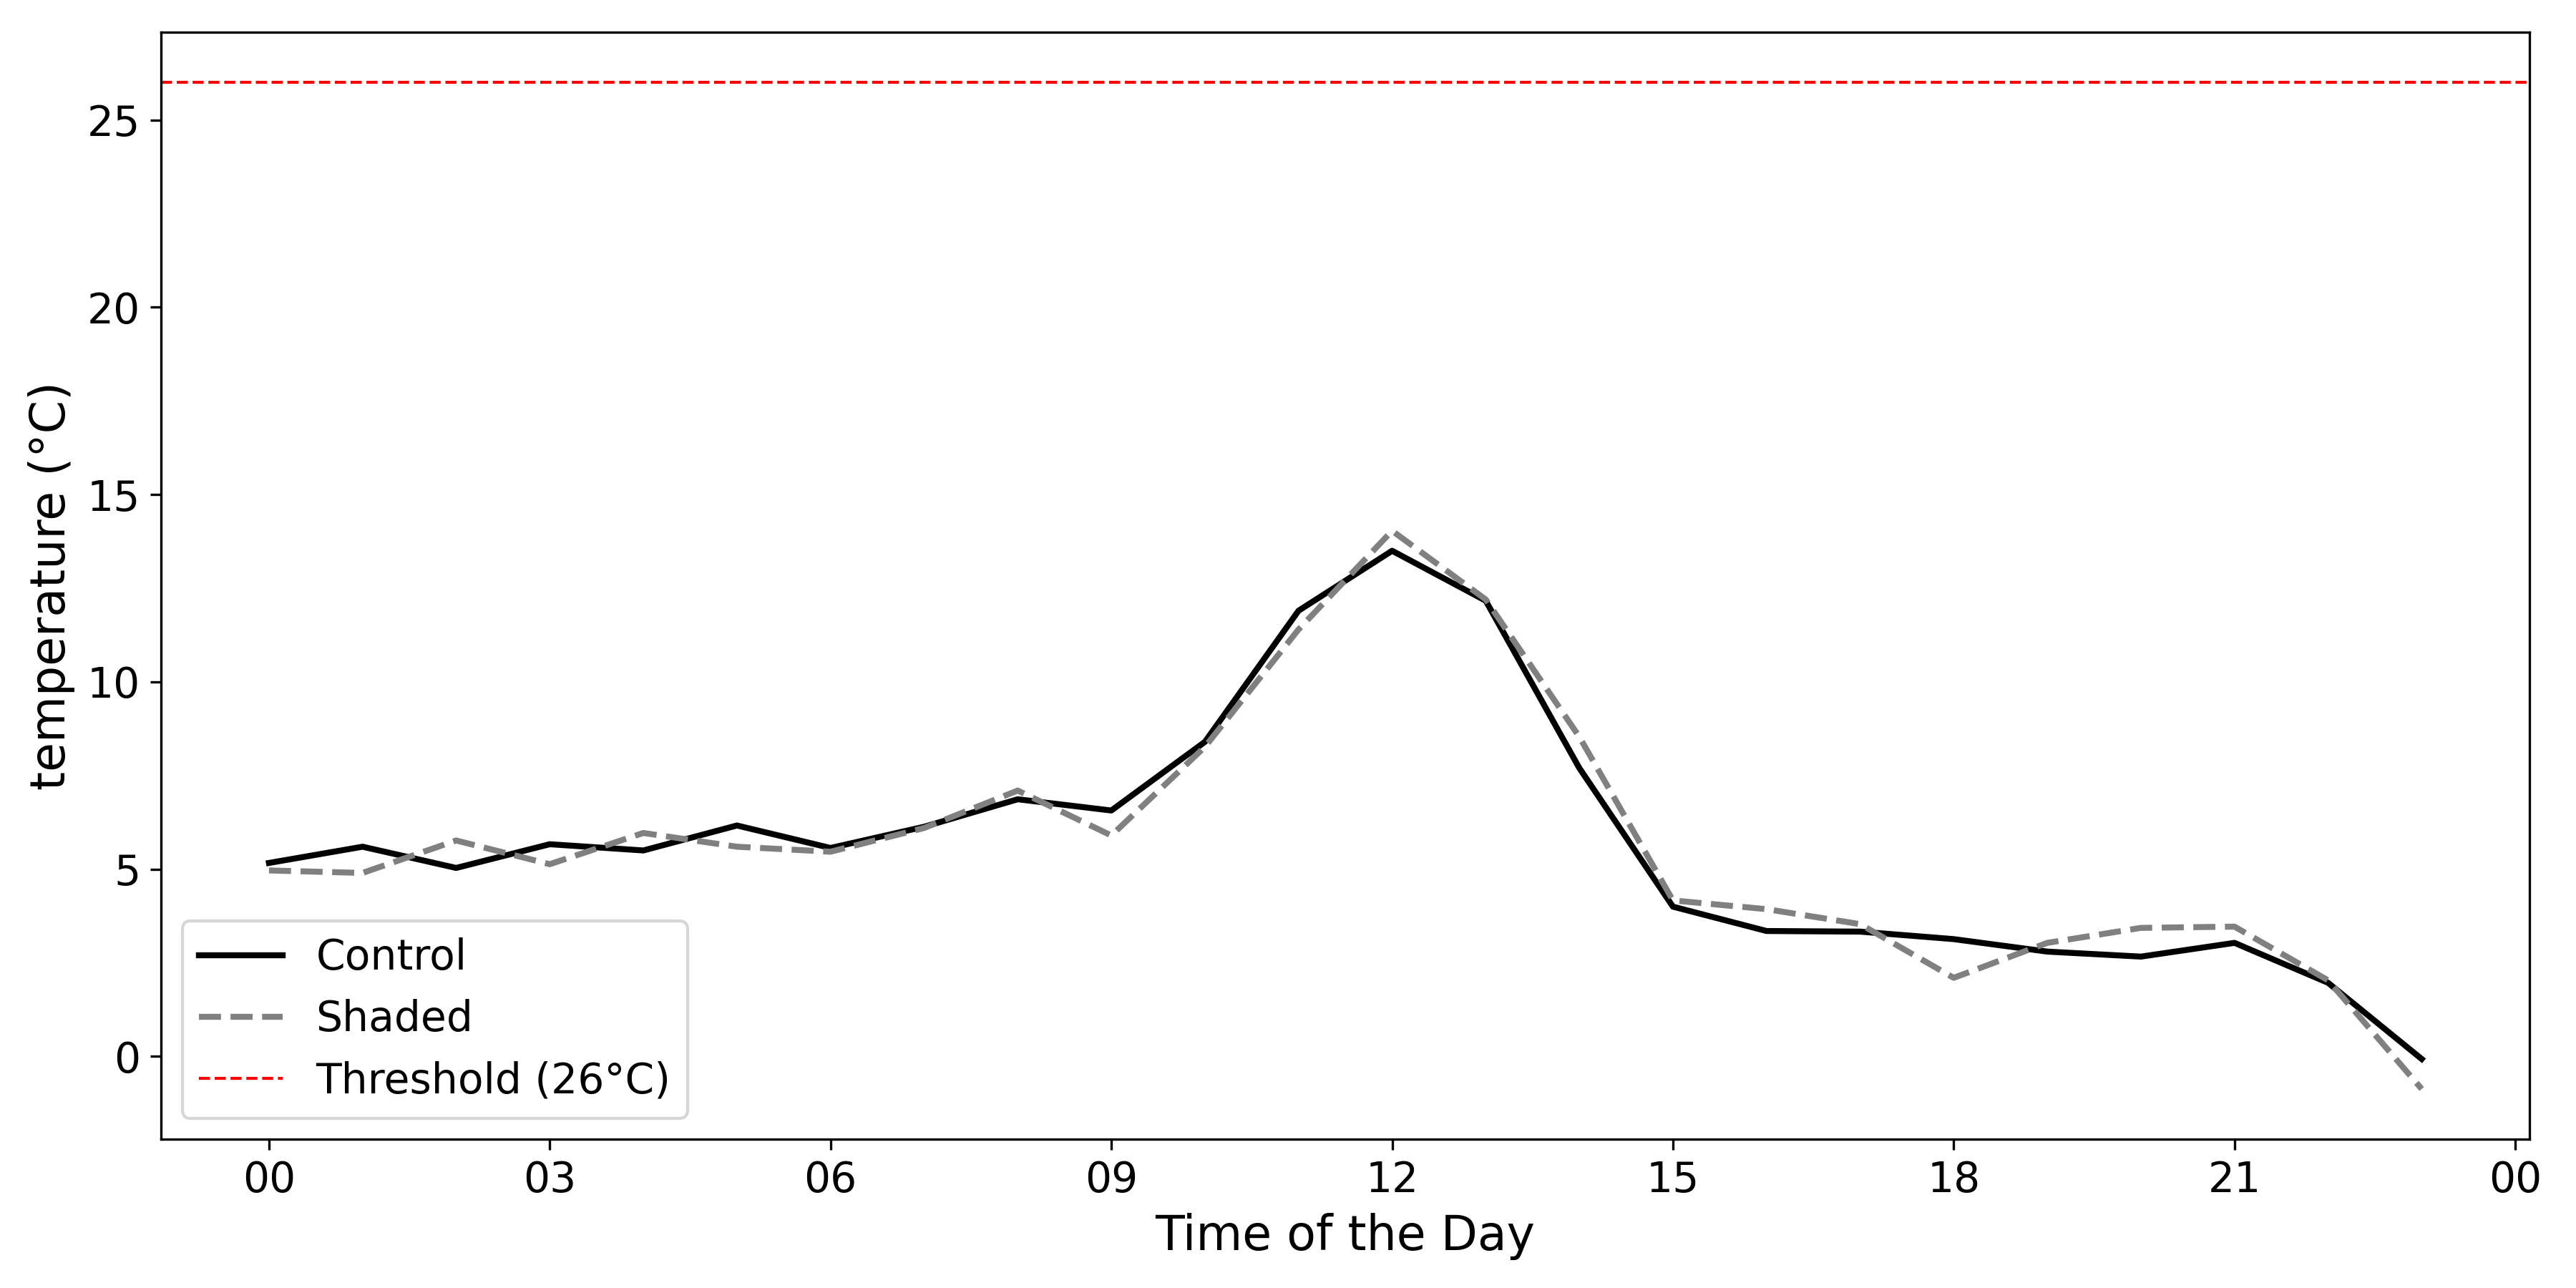 temperature (°C)
25
20
15
10
5
0
Control
Shaded
Threshold (26°C)
00 03 06 09 12 15 18 21 00
Time of the Day